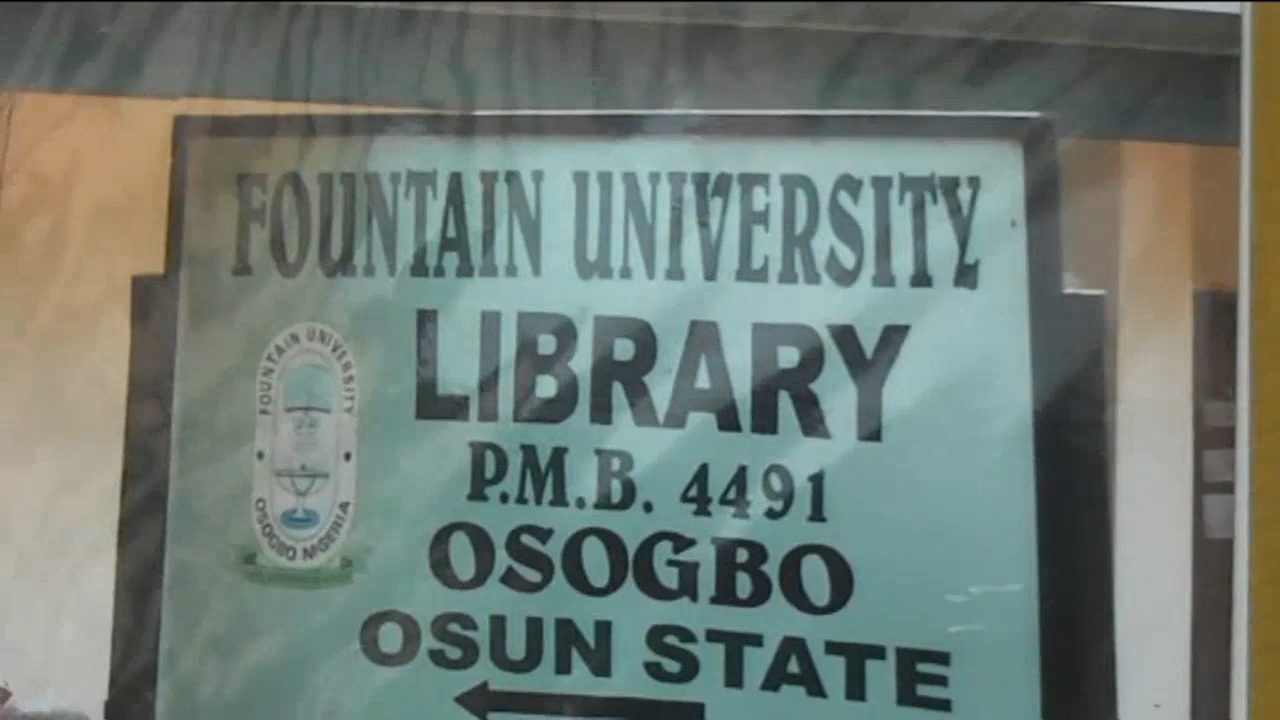 FOUNTAIN UNIVERSITY
LIBRARY
P.M.B. 4491
OSOGBO
OSUN STATE
FOUNTAIN UNIVERSITY
OSOGBO NIGERIA